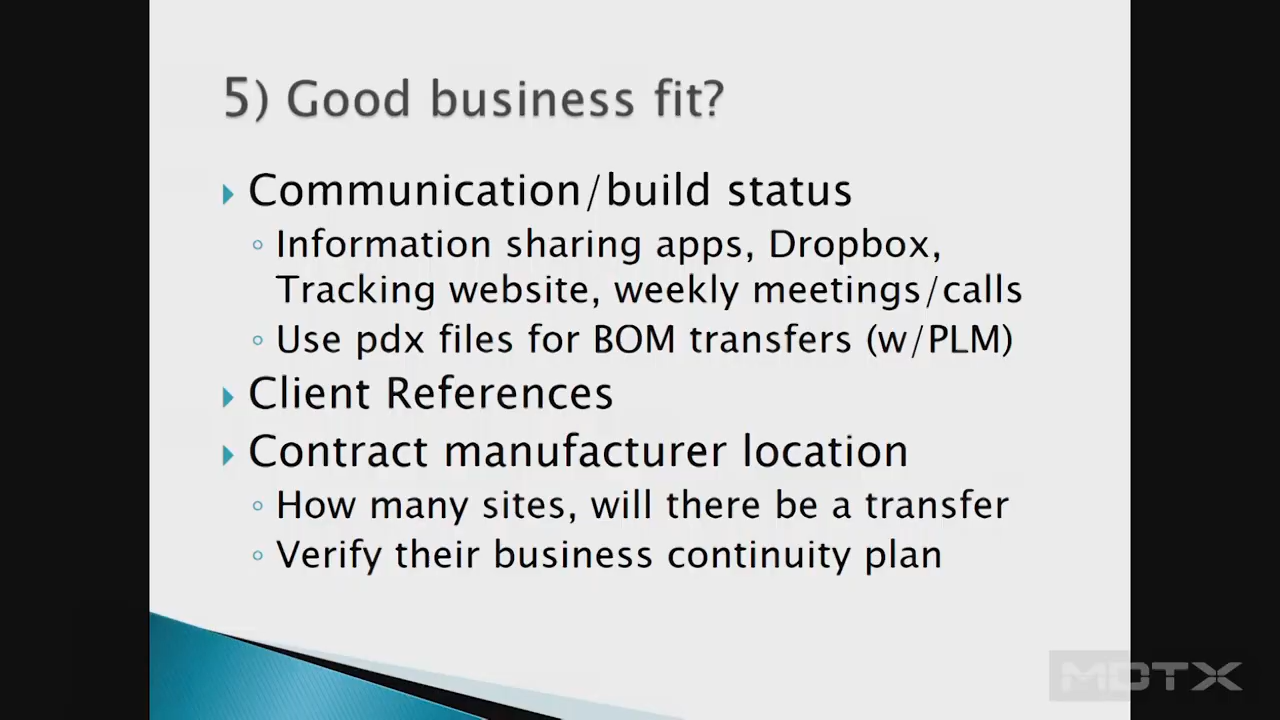 5) Good business fit?
Communication/build status
Information sharing apps, Dropbox,
Tracking website, weekly meetings/calls
Use pdx files for BOM transfers (w/PLM)
Client References
Contract manufacturer location
How many sites, will there be a transfer
Verify their business continuity plan
MDTX